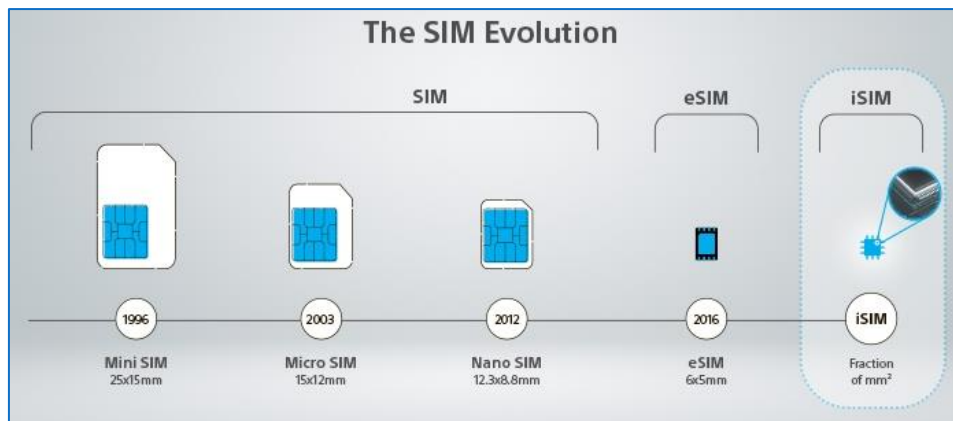 The SIM Evolution
SIM
eSIM
iSIM
1996
2003
2012
2016
iSIM
Mini SIM
25x15mm
Micro SIM
15x12mm
Nano SIM
12.3x8.8mm
eSIM
6x5mm
Fraction
of mm²